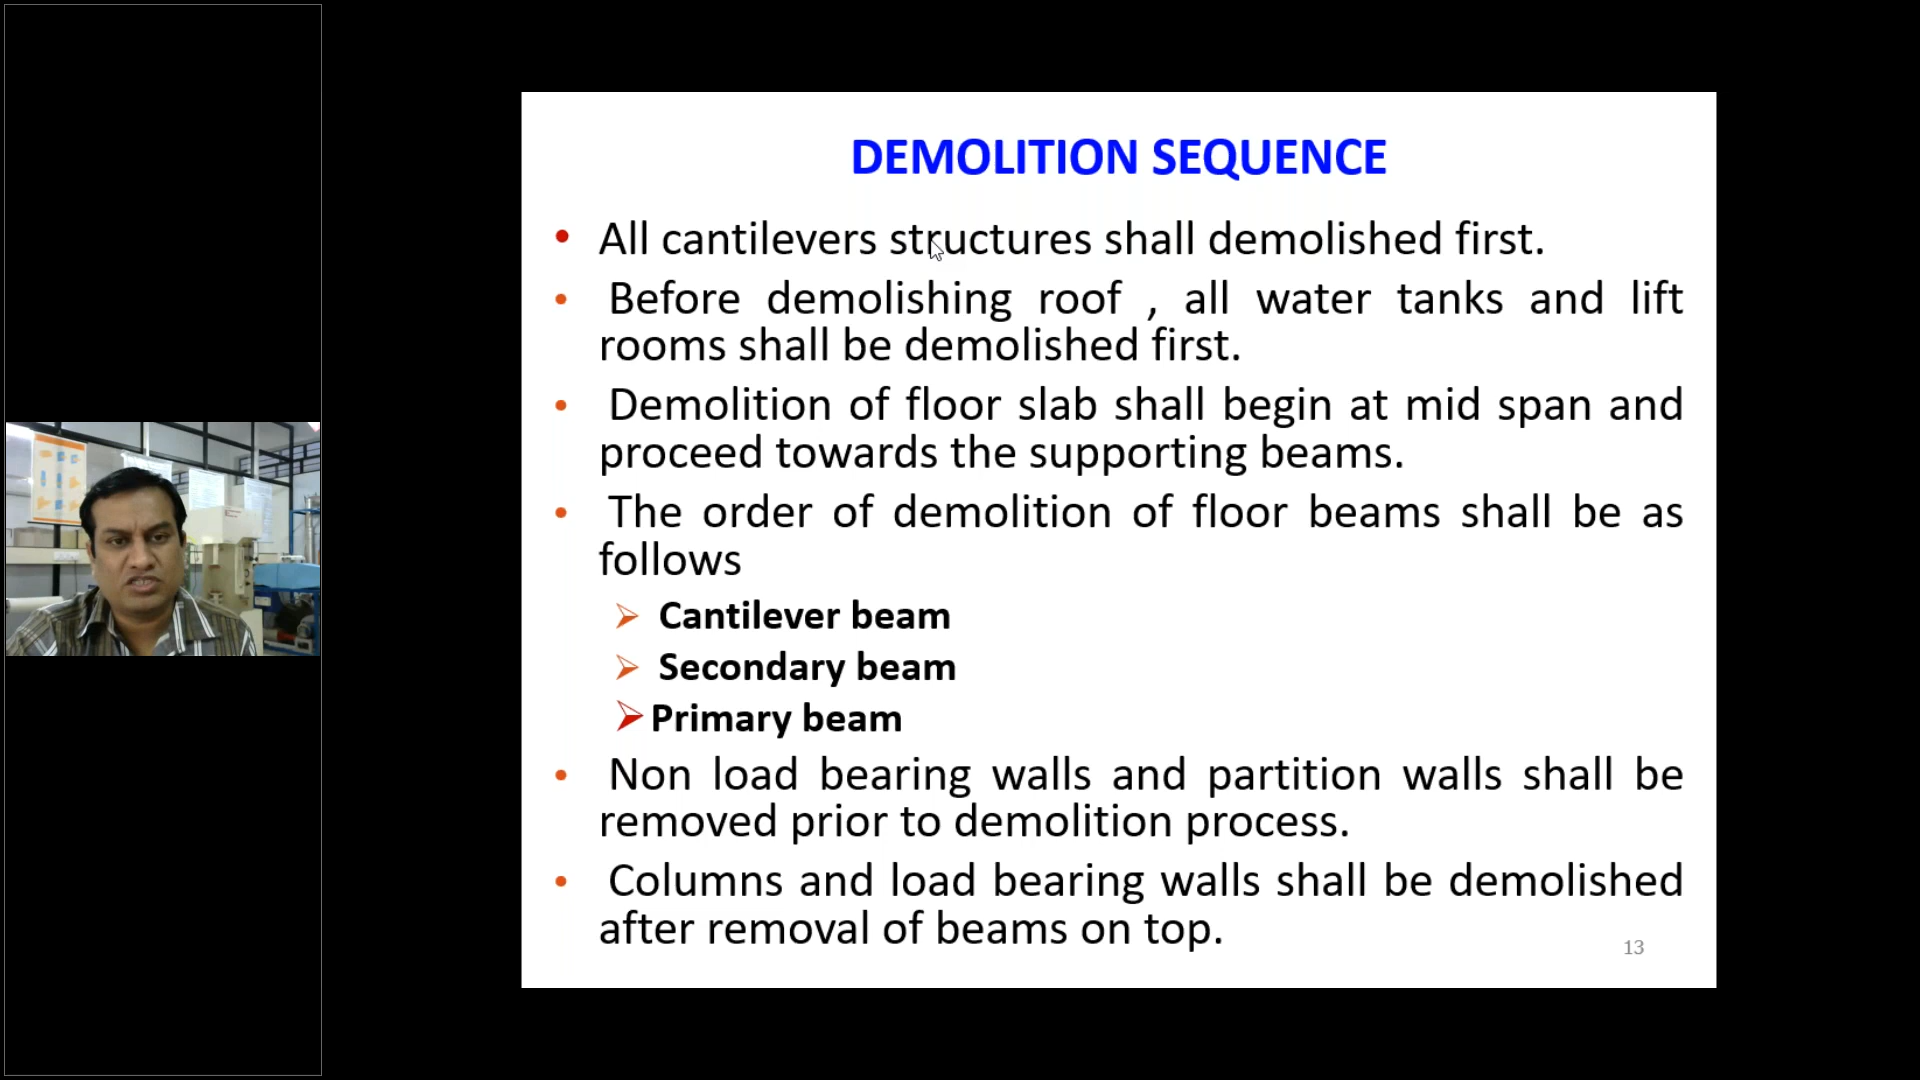 DEMOLITION SEQUENCE
• All cantilevers structures shall demolished first.
• Before demolishing roof , all water tanks and lift
rooms shall be demolished first.
• Demolition of floor slab shall begin at mid span and
proceed towards the supporting beams.
• The order of demolition of floor beams shall be as
follows
➢ Cantilever beam
➢ Secondary beam
➢ Primary beam
• Non load bearing walls and partition walls shall be
removed prior to demolition process.
• Columns and load bearing walls shall be demolished
after removal of beams on top.
13